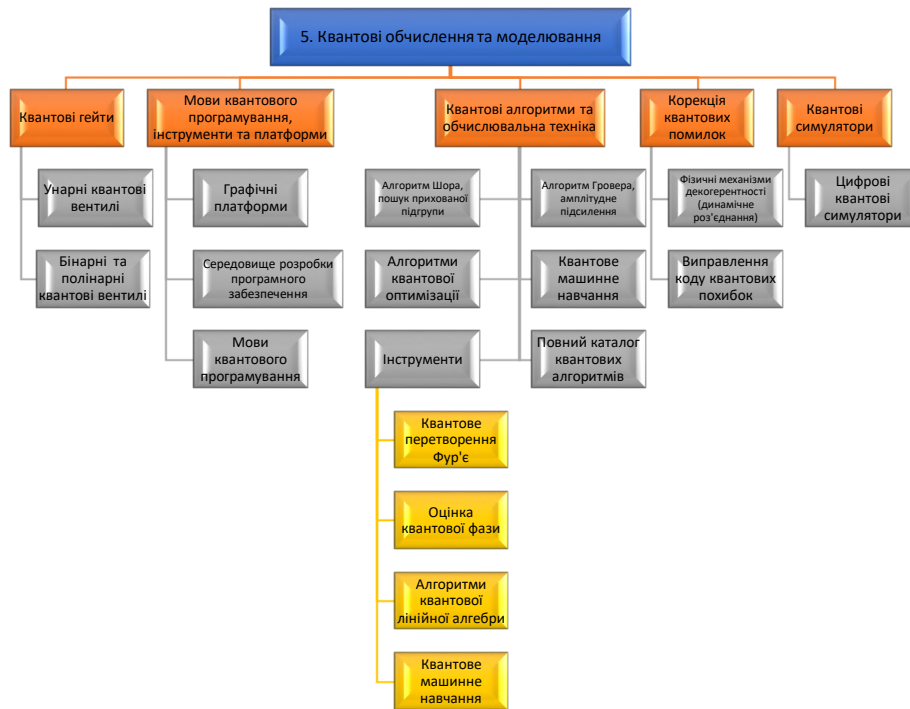 5. Квантові обчислення та моделювання
Квантові гейти
Мови квантового
програмування,
інструменти та платформи
Квантові алгоритми та
обчислювальна техніка
Корекція
квантових
помилок
Квантові
симулятори
Унарні квантові
вентилі
Бінарні та
полінарні
квантові вентилі
Графічні
платформи
Середовище розробки
програмного
забезпечення
Мови
квантового
програмування
Алгоритм Шора,
пошук прихованої
підгрупи
Алгоритм Гровера,
амплітудне
підсилення
Алгоритми
квантової
оптимізації
Квантове
машинне
навчання
Інструменти
Повний каталог
квантових
алгоритмів
Квантове
перетворення
Фур'є
Оцінка
квантової фази
Алгоритми
квантової
лінійної алгебри
Квантове
машинне
навчання
Фізичні механізми
декогерентності
(динамічне
роз'єднання)
Виправлення
коду квантових
похибок
Цифрові
квантові
симулятори